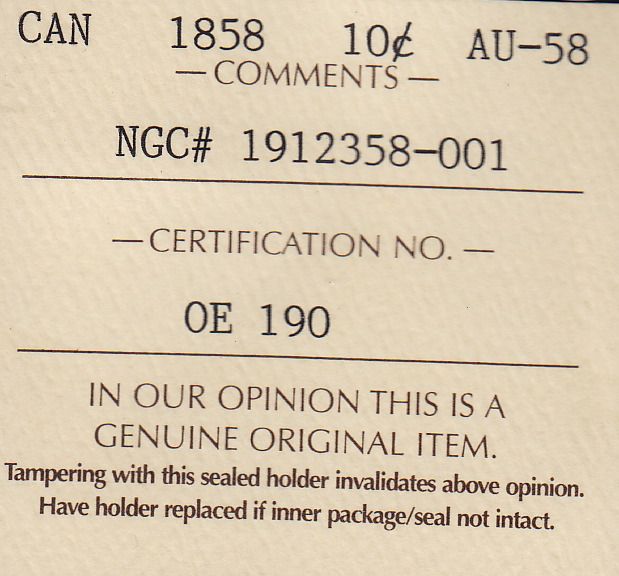 CAN 1858 10¢ AU-58
— COMMENTS —
NGC# 1912358-001
— CERTIFICATION NO. —
OE 190
IN OUR OPINION THIS IS A
GENUINE ORIGINAL ITEM.
Tampering with this sealed holder invalidates above opinion.
Have holder replaced if inner package/seal not intact.